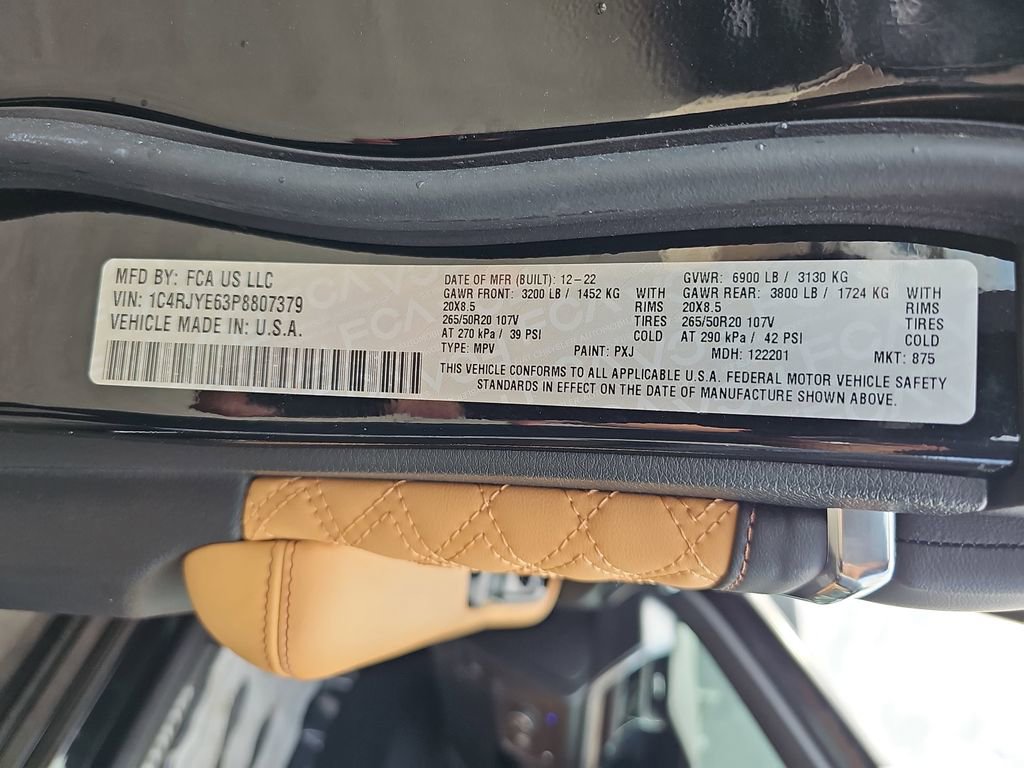 MFD BY: FCA US LLC
VIN: 1C4RJYE63P8807379
VEHICLE MADE IN: U.S.A.
DATE OF MFR (BUILT): 12-22
GAWR FRONT: 3200 LB / 1452 KG WITH
20X8.5 RIMS
265/50R20 107V TIRES
AT 270 kPa / 39 PSI COLD
TYPE: MPV
GVWR: 6900 LB / 3130 KG
GAWR REAR: 3800 LB / 1724 KG WITH
20X8.5 RIMS
265/50R20 107V TIRES
AT 290 kPa / 42 PSI COLD
PAINT: PXJ MDH: 122201 MKT: 875
THIS VEHICLE CONFORMS TO ALL APPLICABLE U.S.A. FEDERAL MOTOR VEHICLE SAFETY
STANDARDS IN EFFECT ON THE DATE OF MANUFACTURE SHOWN ABOVE.